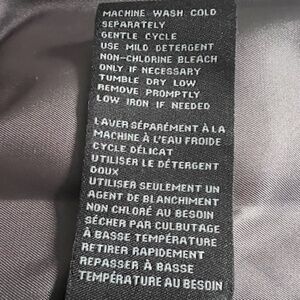 MACHINE WASH COLD
SEPARATELY
GENTLE CYCLE
USE MILD DETERGENT
NON-CHLORINE BLEACH
ONLY IF NECESSARY
TUMBLE DRY LOW
REMOVE PROMPTLY
LOW IRON IF NEEDED
LAVER SÉPARÉMENT À LA
MACHINE À L'EAU FROIDE
CYCLE DÉLICAT
UTILISER LE DÉTERGENT
DOUX
UTILISER SEULEMENT UN
AGENT DE BLANCHIMENT
NON CHLORÉ AU BESOIN
SÉCHER PAR CULBUTAGE
À BASSE TEMPÉRATURE
RETIRER RAPIDEMENT
REPASSER À BASSE
TEMPÉRATURE AU BESOIN